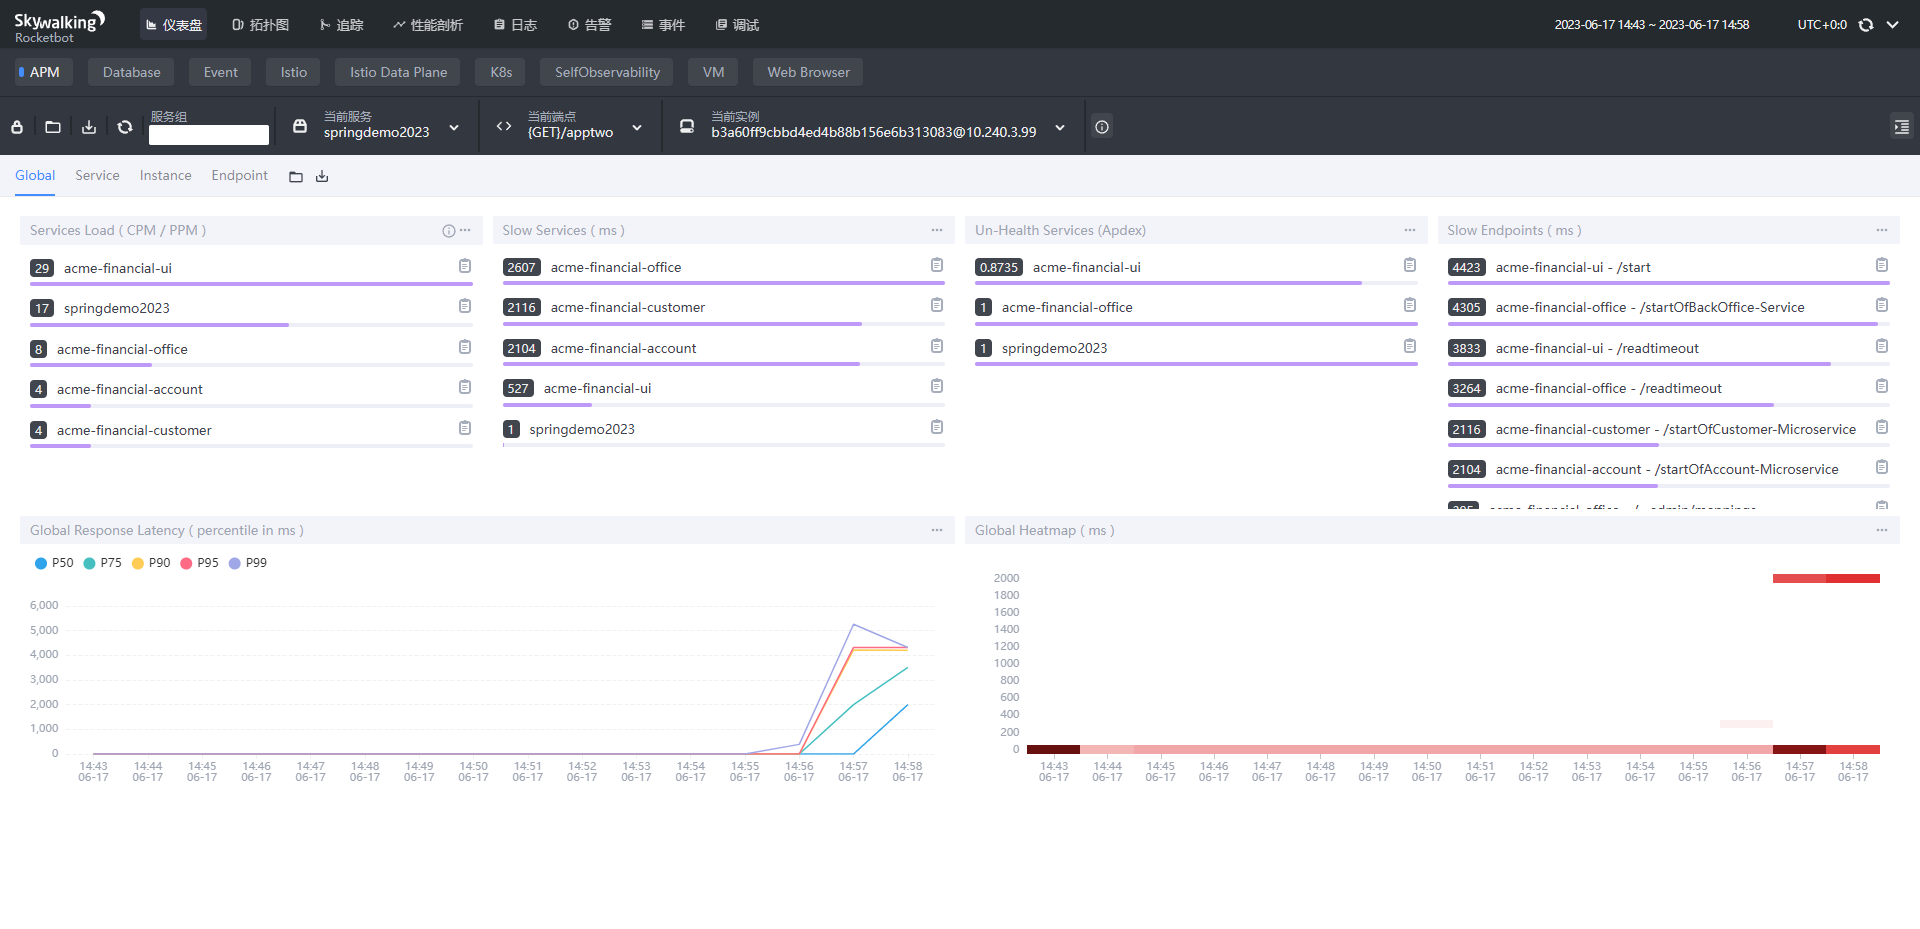 Skywalking
Rocketbot
仪表盘
拓扑图
追踪
性能剖析
日志
告警
事件
调试
2023-06-17 14:43 ~ 2023-06-17 14:58
UTC+0:0
APM
Database
Event
Istio
Istio Data Plane
K8s
SelfObservability
VM
Web Browser
服务组
当前服务
springdemo2023
当前端点
{GET}/apptwo
当前实例
b3a60ff9cbbd4ed4b88b156e6b313083@10.240.3.99
Global
Service
Instance
Endpoint
Services Load ( CPM / PPM )
29 acme-financial-ui
17 springdemo2023
8 acme-financial-office
4 acme-financial-account
4 acme-financial-customer
Slow Services ( ms )
2607 acme-financial-office
2116 acme-financial-customer
2104 acme-financial-account
527 acme-financial-ui
1 springdemo2023
Un-Health Services (Apdex)
0.8735 acme-financial-ui
1 acme-financial-office
1 springdemo2023
Slow Endpoints ( ms )
4423 acme-financial-ui - /start
4305 acme-financial-office - /startOfBackOffice-Service
3833 acme-financial-ui - /readtimeout
3264 acme-financial-office - /readtimeout
2116 acme-financial-customer - /startOfCustomer-Microservice
2104 acme-financial-account - /startOfAccount-Microservice
Global Response Latency ( percentile in ms )
P50 P75 P90 P95 P99
6,000
5,000
4,000
3,000
2,000
1,000
0
14:43 14:44 14:45 14:46 14:47 14:48 14:49 14:50 14:51 14:52 14:53 14:54 14:55 14:56 14:57 14:58
06-17 06-17 06-17 06-17 06-17 06-17 06-17 06-17 06-17 06-17 06-17 06-17 06-17 06-17 06-17 06-17
Global Heatmap ( ms )
2000
1800
1600
1400
1200
1000
800
600
400
200
0
14:43 14:44 14:45 14:46 14:47 14:48 14:49 14:50 14:51 14:52 14:53 14:54 14:55 14:56 14:57 14:58
06-17 06-17 06-17 06-17 06-17 06-17 06-17 06-17 06-17 06-17 06-17 06-17 06-17 06-17 06-17 06-17